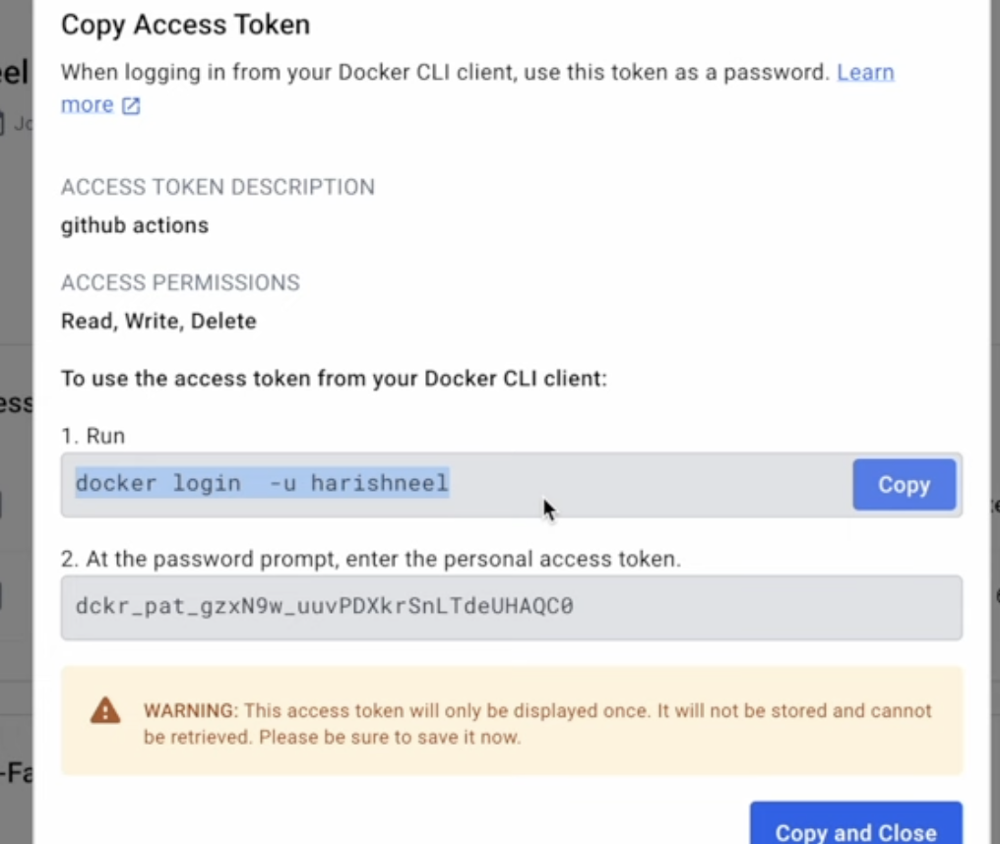 Copy Access Token
When logging in from your Docker CLI client, use this token as a password. Learn
more
ACCESS TOKEN DESCRIPTION
github actions
ACCESS PERMISSIONS
Read, Write, Delete
To use the access token from your Docker CLI client:
1. Run
docker login -u harishneel
Copy
2. At the password prompt, enter the personal access token.
dckr_pat_gzxN9w_uuvPDXkrSnLTdeUHAQC0
WARNING: This access token will only be displayed once. It will not be stored and cannot
be retrieved. Please be sure to save it now.
Copy and Close